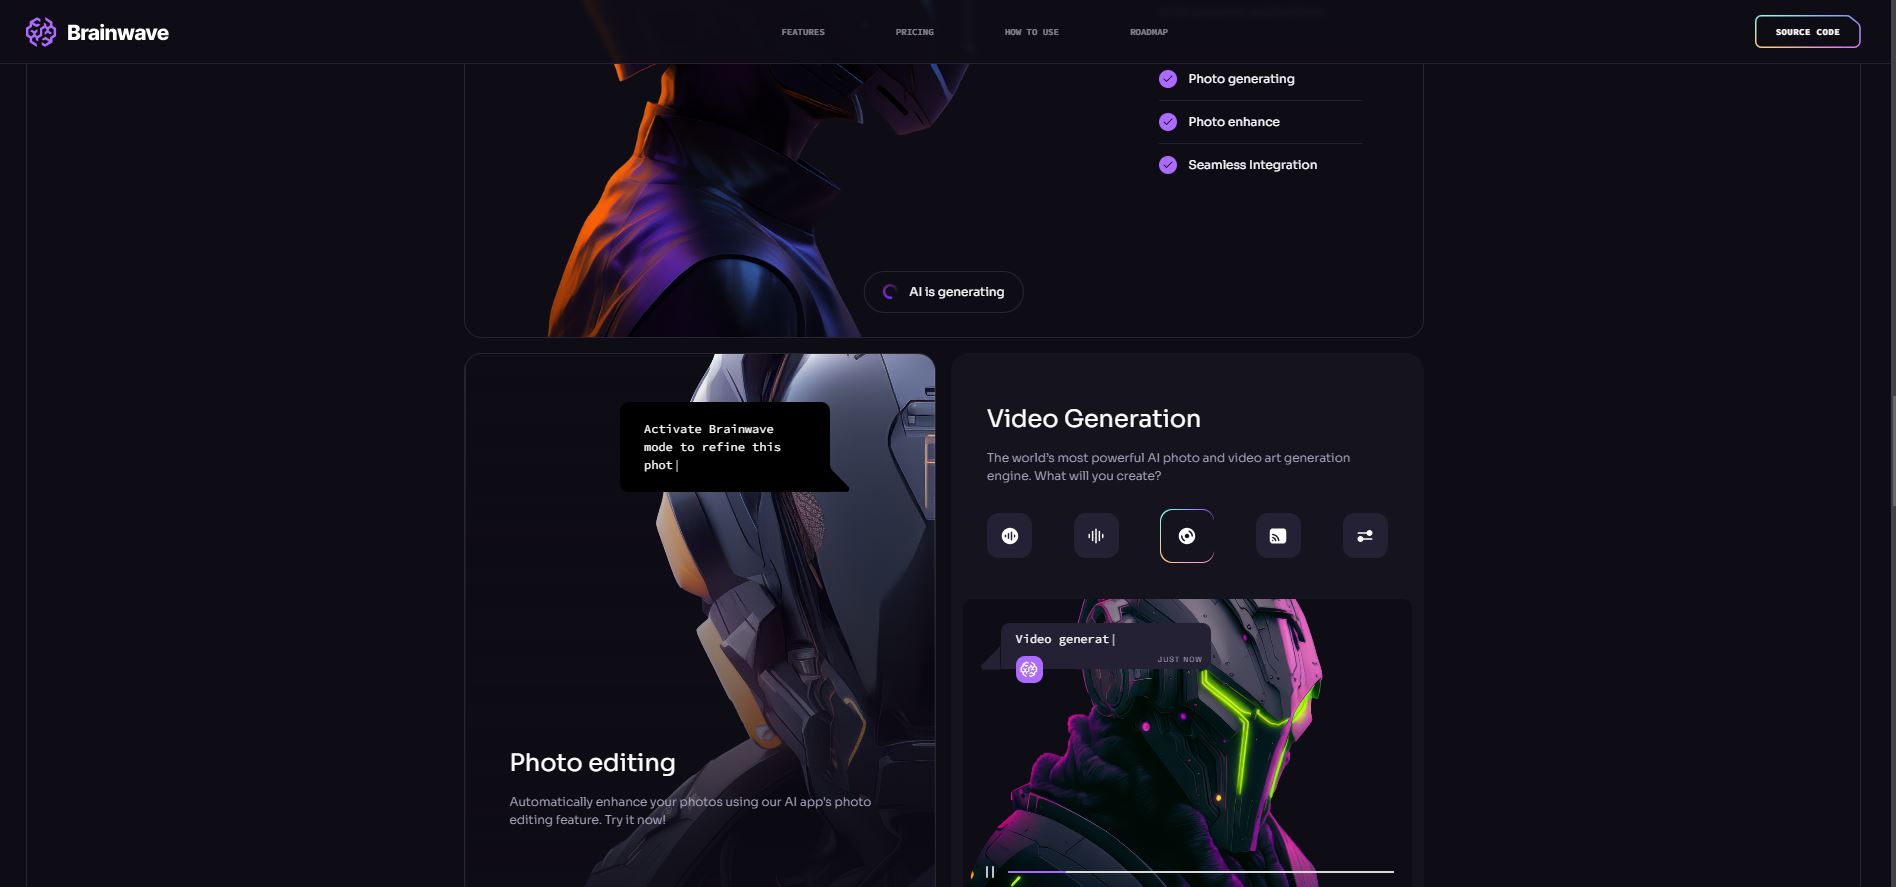 Brainwave
FEATURES
PRICING
HOW TO USE
ROADMAP
SOURCE CODE
Photo generating
Photo enhance
Seamless Integration
AI is generating
Activate Brainwave
mode to refine this
phot|
Photo editing
Automatically enhance your photos using our AI app's photo
editing feature. Try it now!
Video Generation
The world’s most powerful AI photo and video art generation
engine. What will you create?
Video generat|
JUST NOW